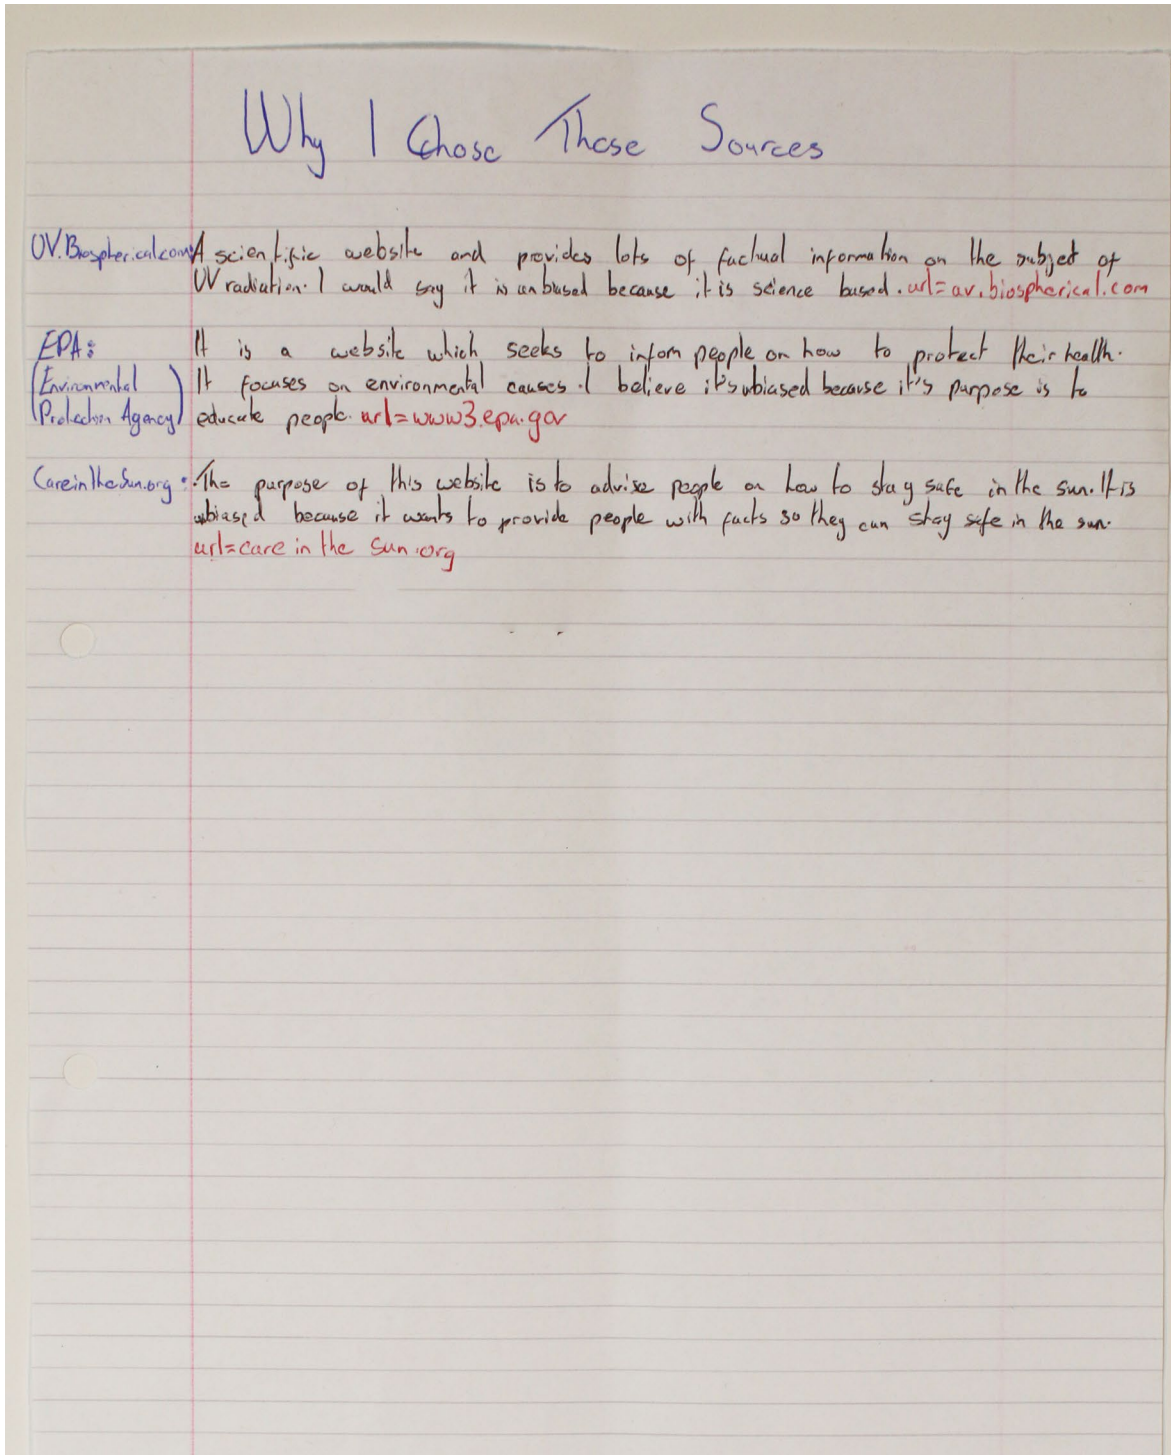 Why I Chose These Sources
UV.Biospherical.com: A scientific website and provides lots of factual information on the subject of
UV radiation. I would say it is unbiased because it is science based. url=uv.biospherical.com
EPA: It is a website which seeks to inform people on how to protect their health.
(Environmental It focuses on environmental causes. I believe it's ubiased because it's purpose is to
Protection Agency) educate people. url=www3.epa.gov
CareintheSun.org: The purpose of this website is to advise people on how to stay safe in the sun. It is
ubiased because it wants to provide people with facts so they can stay safe in the sun.
url=care in the sun.org